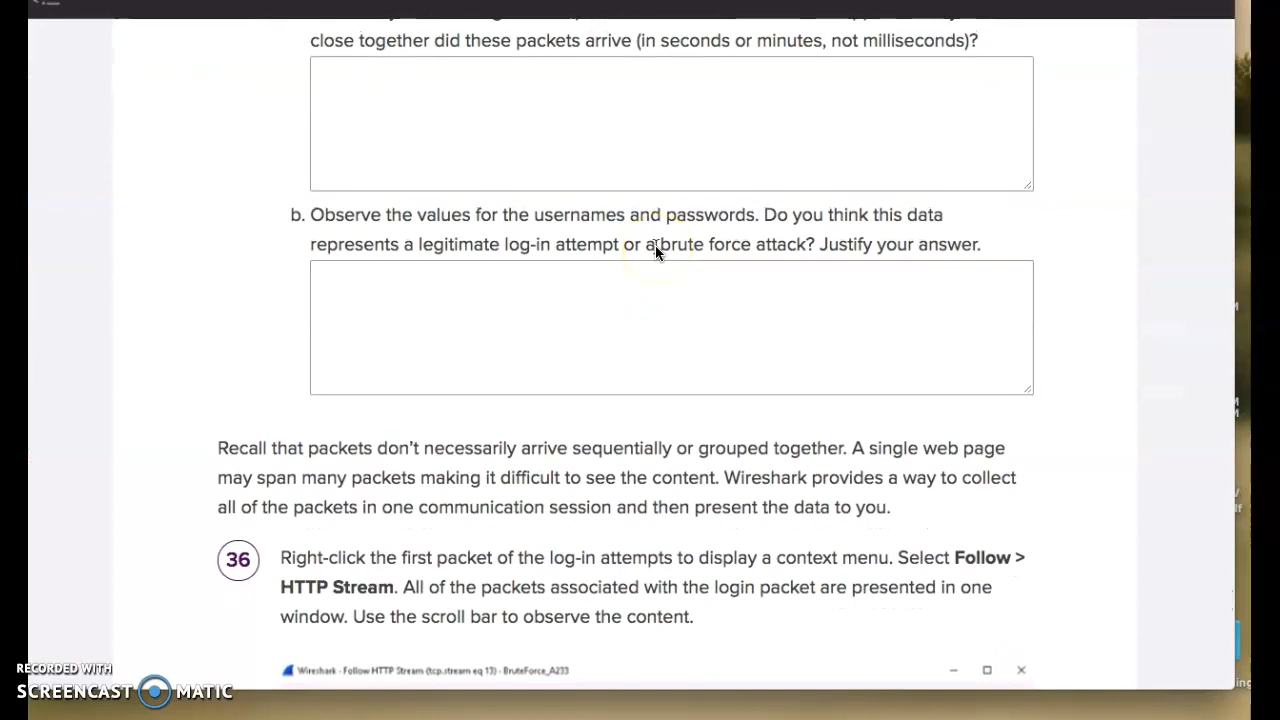 close together did these packets arrive (in seconds or minutes, not milliseconds)?
b. Observe the values for the usernames and passwords. Do you think this data
represents a legitimate log-in attempt or a brute force attack? Justify your answer.
Recall that packets don't necessarily arrive sequentially or grouped together. A single web page
may span many packets making it difficult to see the content. Wireshark provides a way to collect
all of the packets in one communication session and then present the data to you.
36 Right-click the first packet of the log-in attempts to display a context menu. Select Follow >
HTTP Stream. All of the packets associated with the login packet are presented in one
window. Use the scroll bar to observe the content.
Wireshark · Follow HTTP Stream (tcp.stream eq 13) · BruteForce_A233
RECORDED WITH
SCREENCAST MATIC